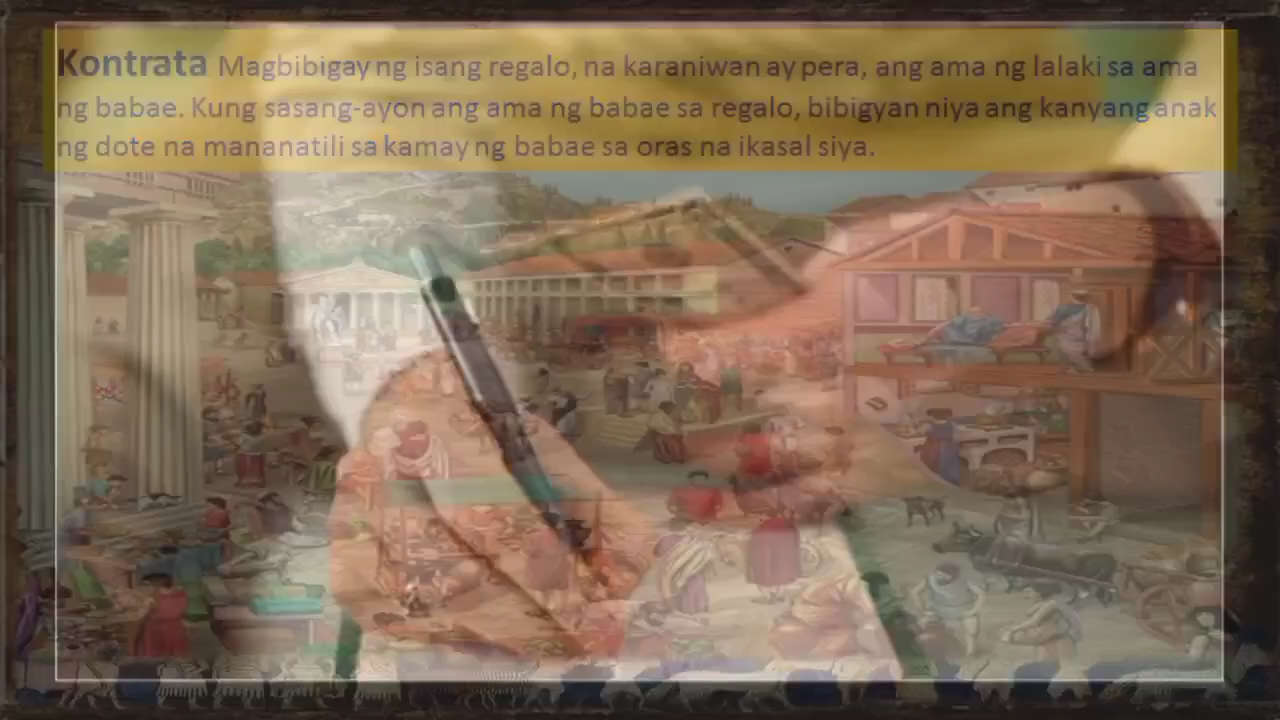 Kontrata Magbibigay ng isang regalo, na karaniwan ay pera, ang ama ng lalaki sa ama
ng babae. Kung sasang-ayon ang ama ng babae sa regalo, bibigyan niya ang kanyang anak
ng dote na mananatili sa kamay ng babae sa oras na ikasal siya.